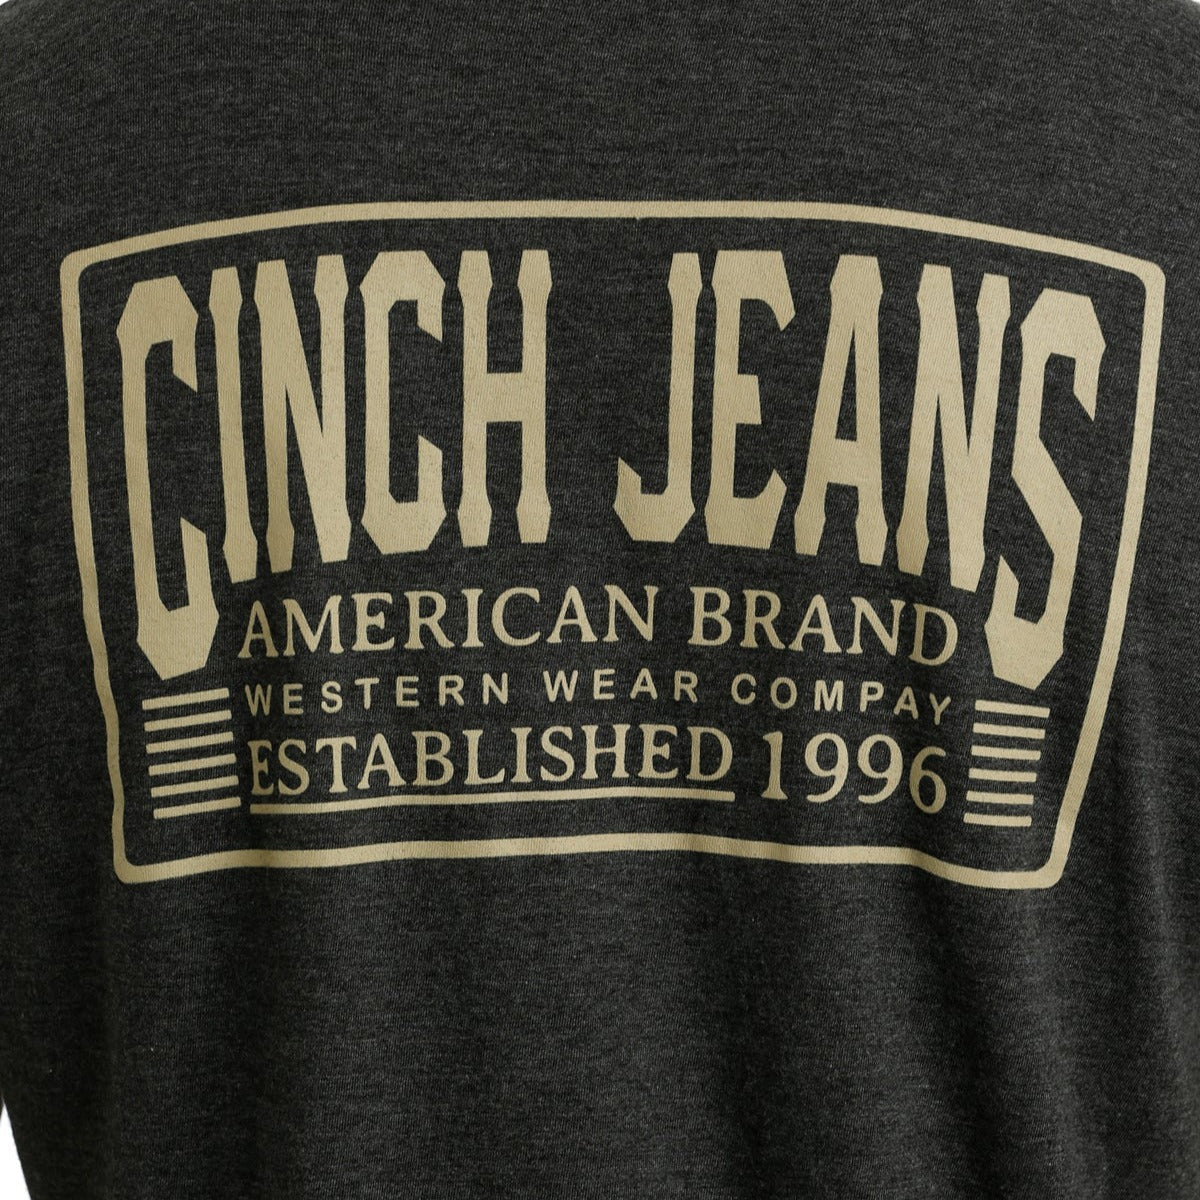 CINCH JEANS
AMERICAN BRAND
WESTERN WEAR COMPAY
ESTABLISHED 1996